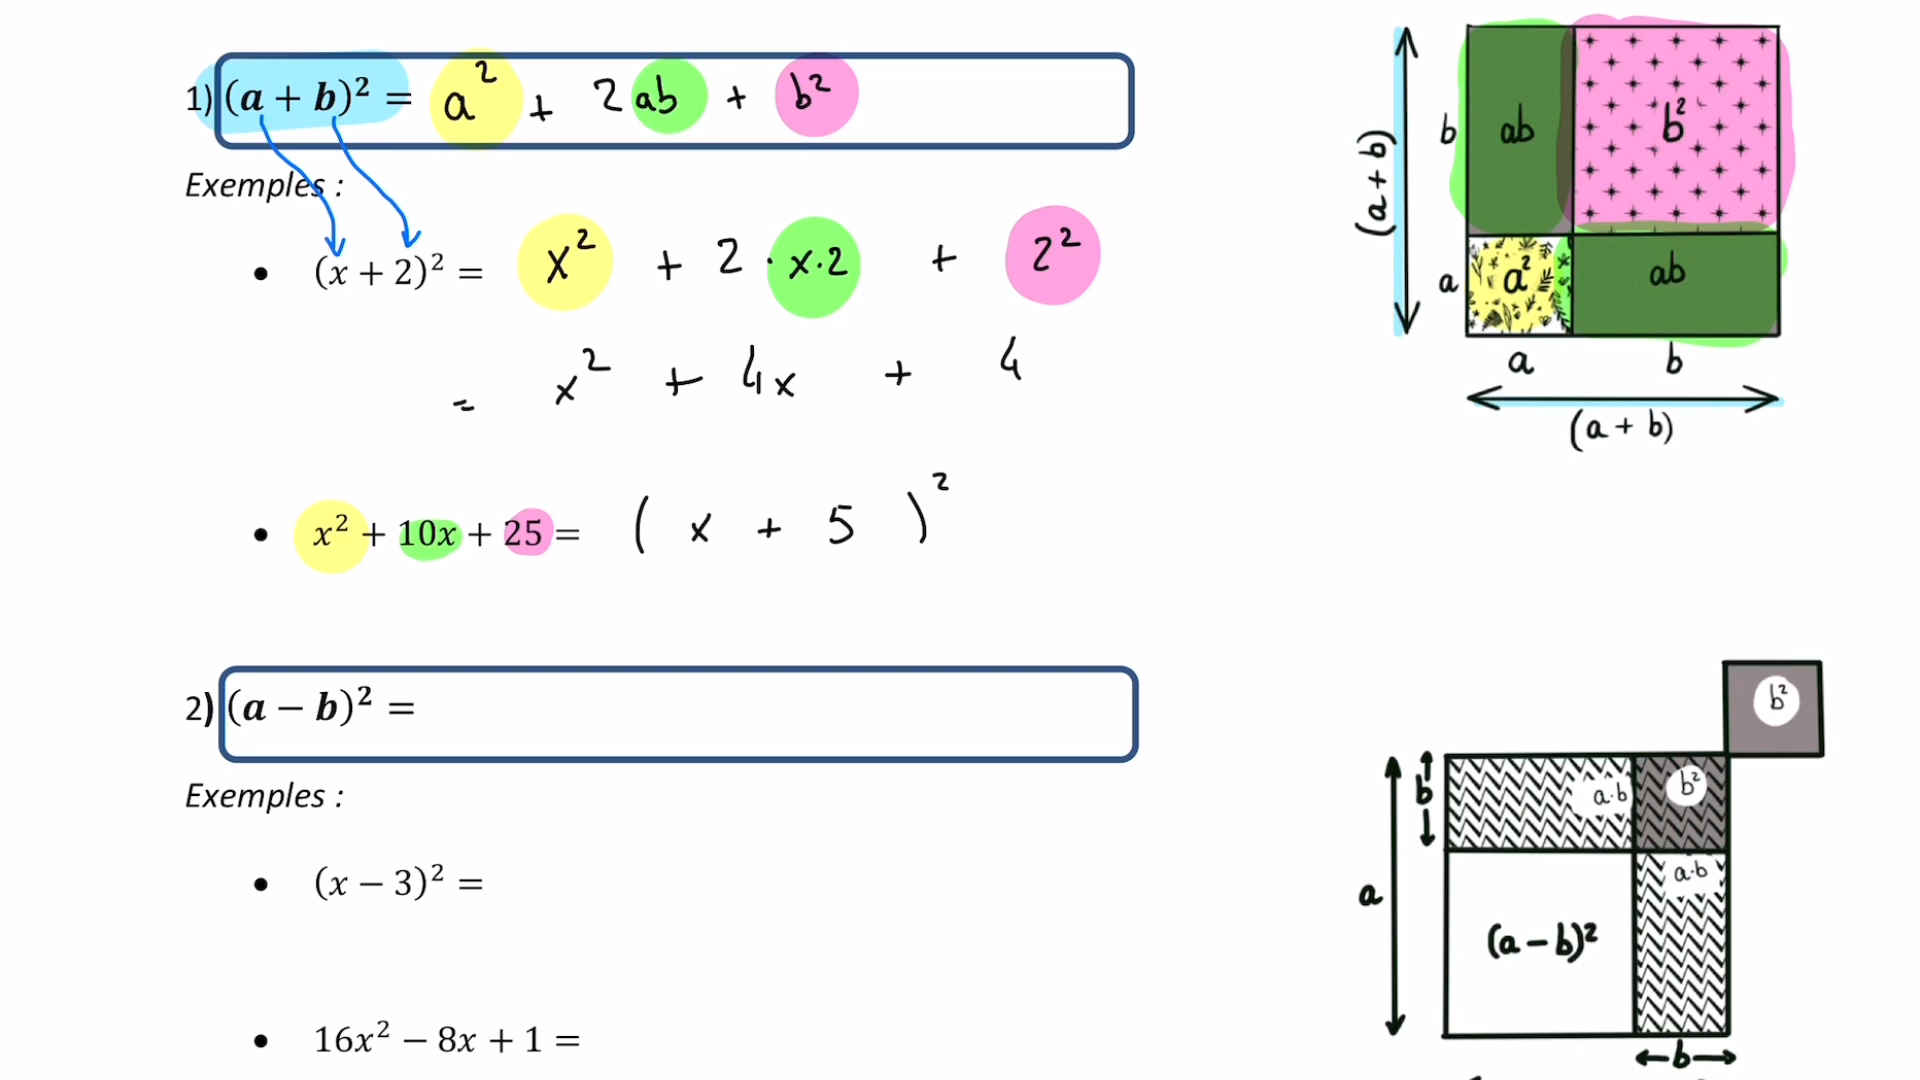 1) (a + b)² = a² + 2ab + b²
Exemples :
• (x + 2)² = x² + 2 · x·2 + 2²
= x² + 4x + 4
• x² + 10x + 25 = ( x + 5 )²
2) (a − b)² =
Exemples :
• (x − 3)² =
• 16x² − 8x + 1 =
(a + b)
b
ab
b²
a
a²
ab
a
b
(a + b)
b²
b
a·b
b²
a
a·b
(a − b)²
b